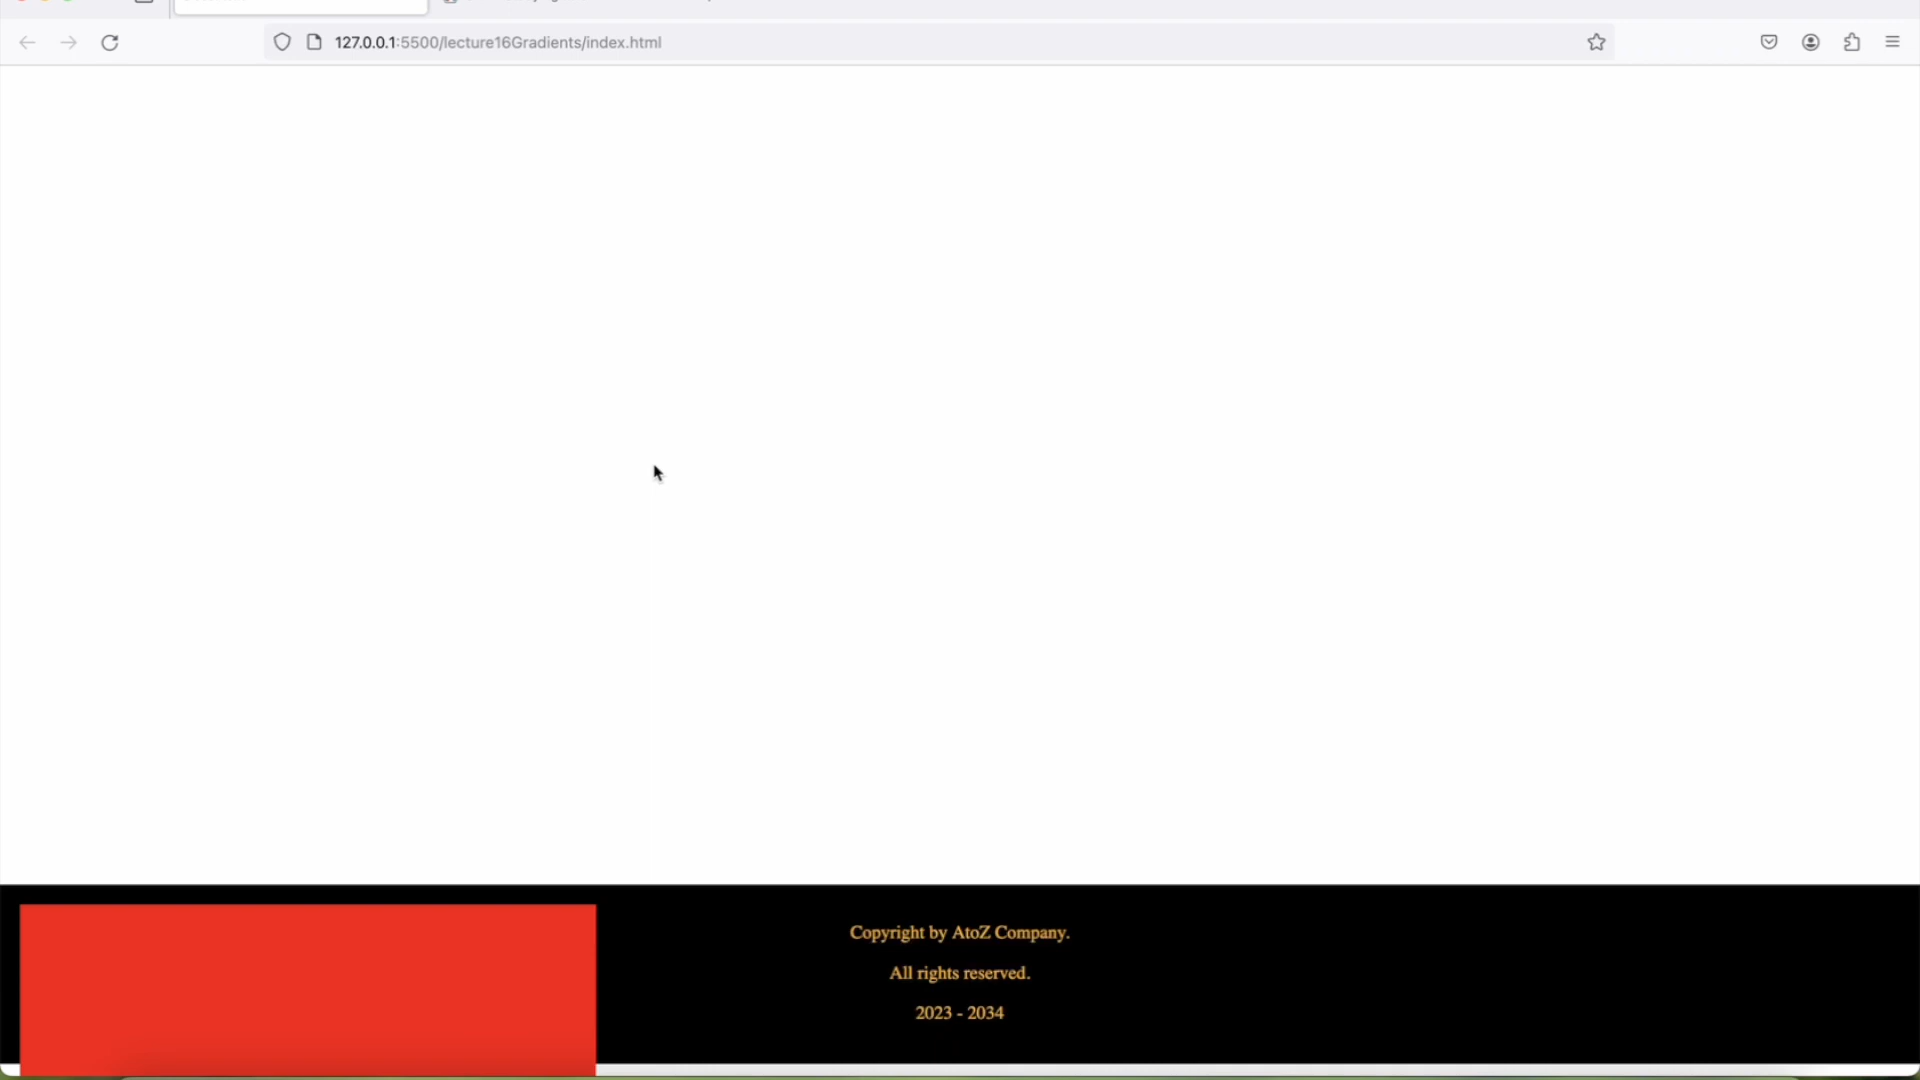 127.0.0.1:5500/lecture16Gradients/index.html
Copyright by AtoZ Company.
All rights reserved.
2023 - 2034